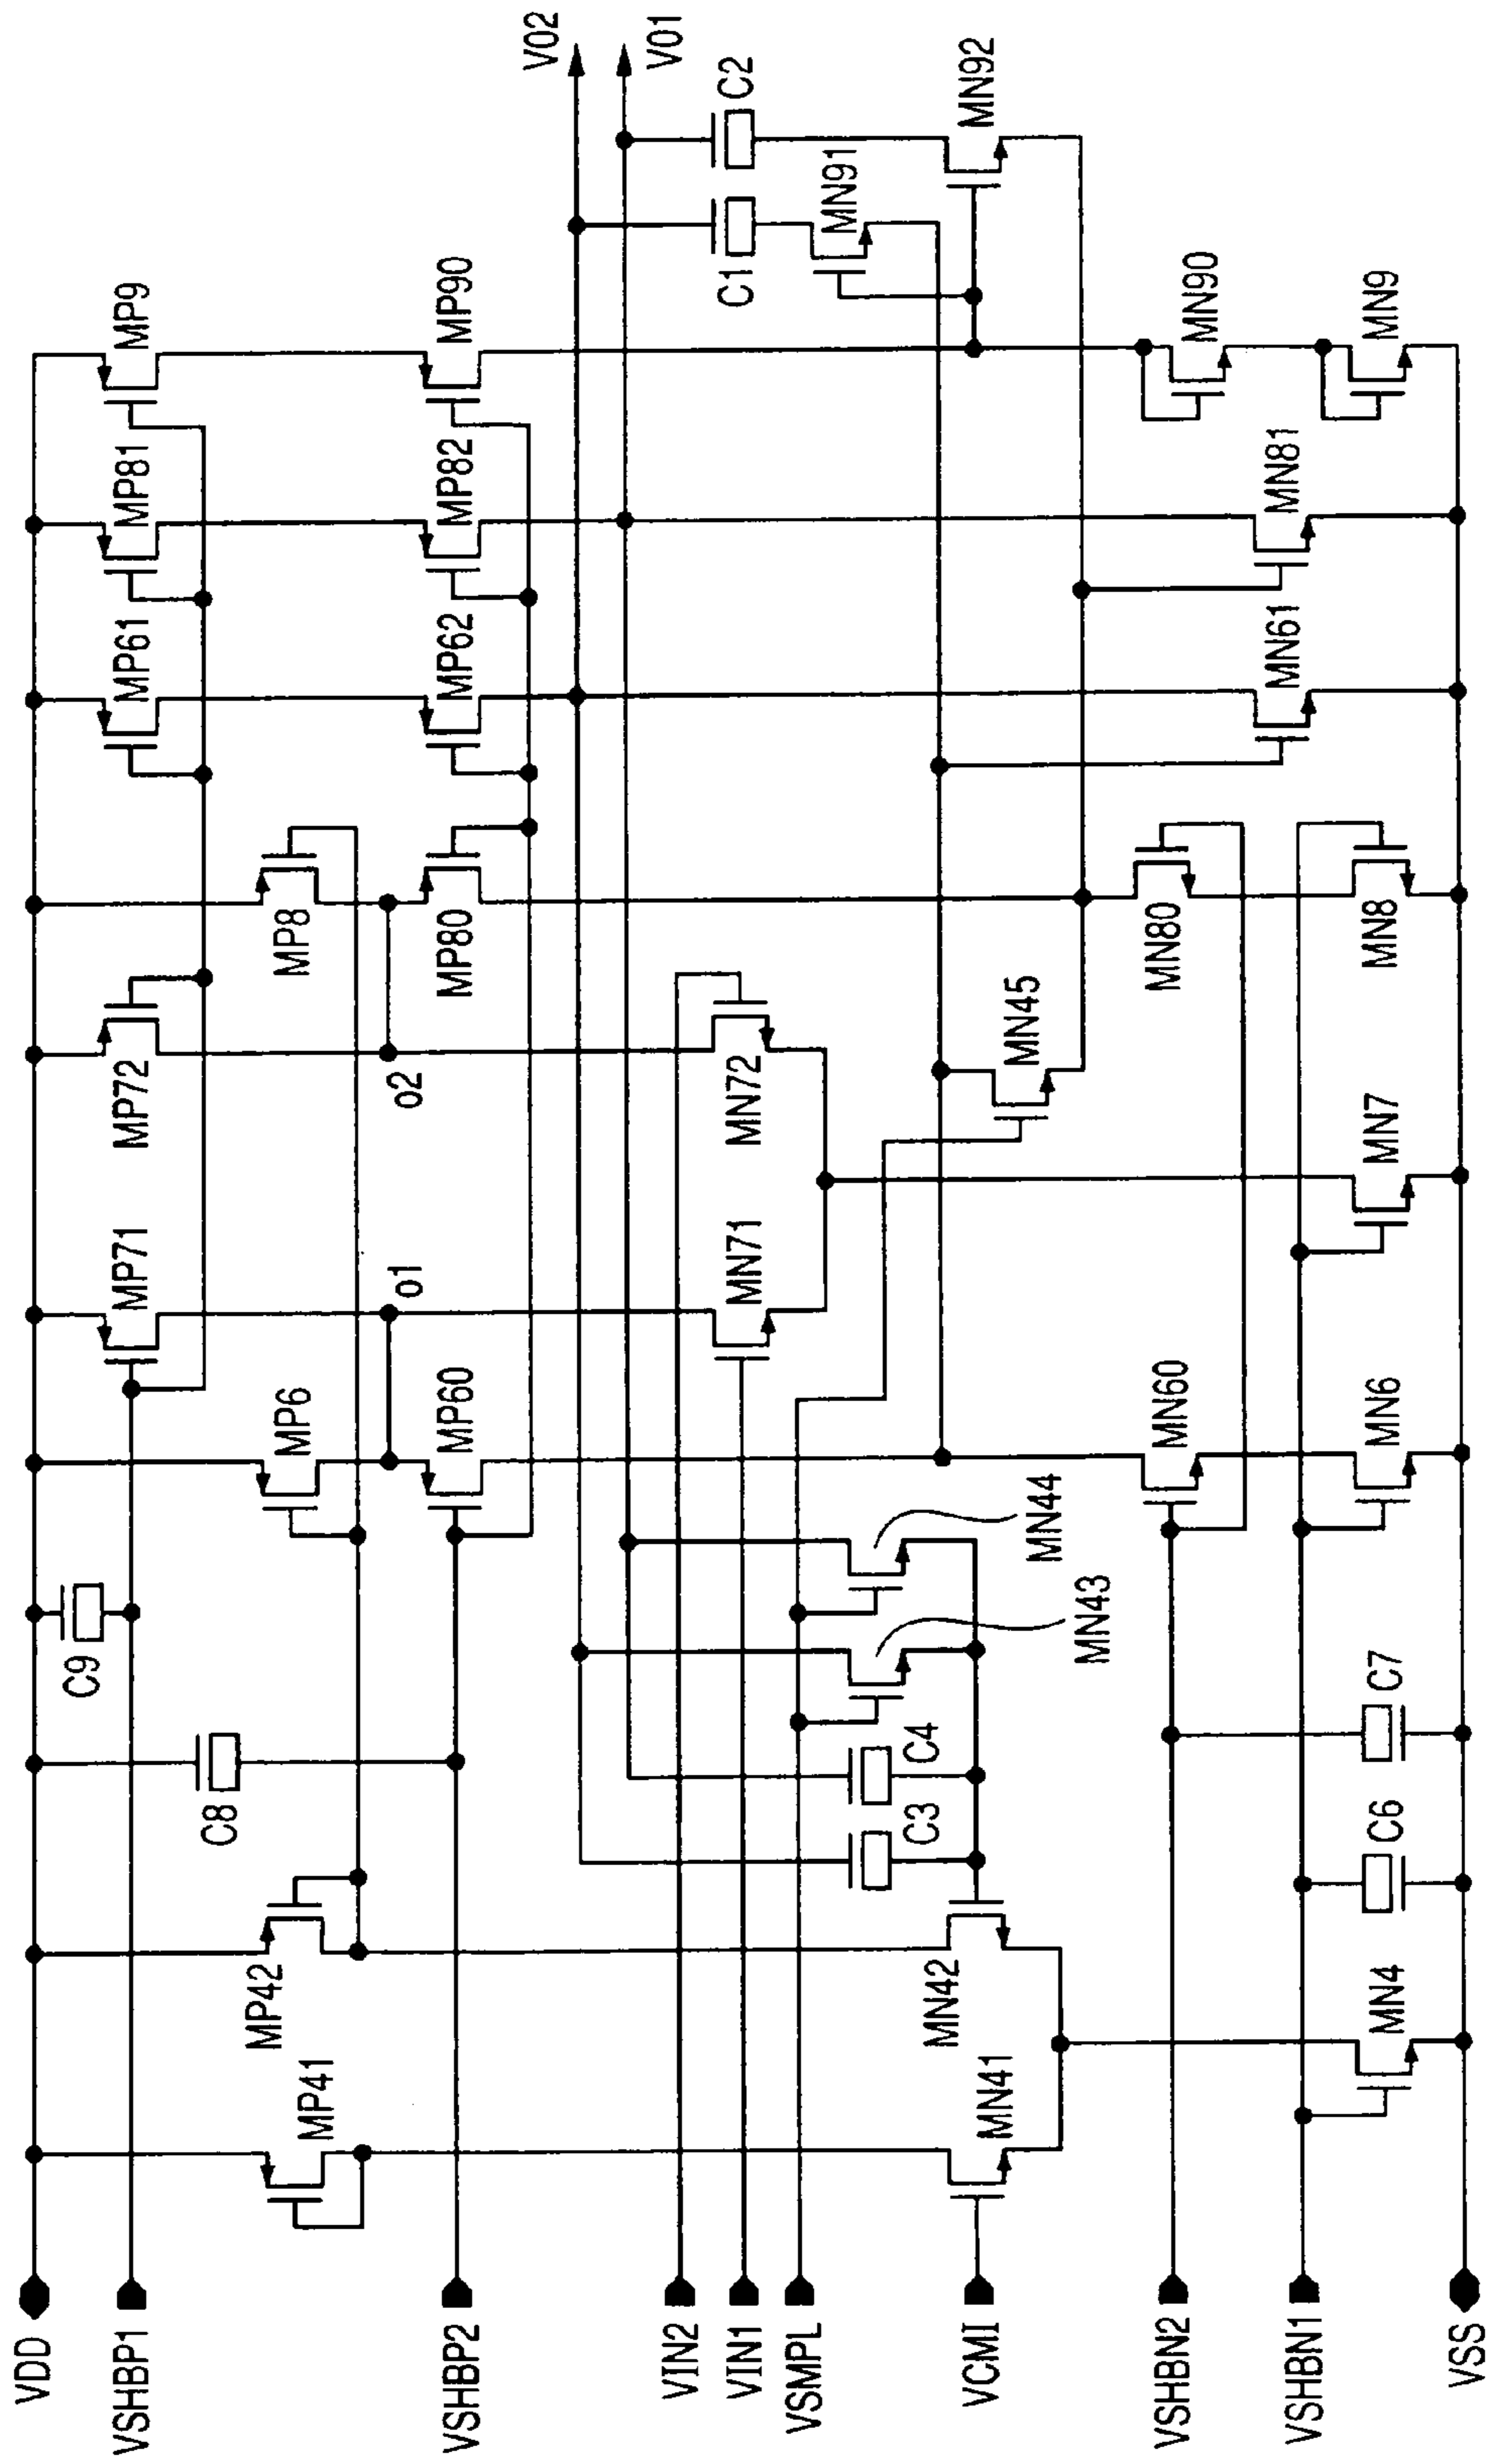 VDD
VSHBP1
VSHBP2
VIN2
VIN1
VSMPL
VCMI
VSHBN2
VSHBN1
VSS
V02
V01
C9
C8
MP41
MP42
MP6
MP60
MP71
MP72
MP8
MP80
MP61
MP62
MP81
MP82
MP9
MP90
o1
o2
MN71
MN72
C1
C2
MN91
MN92
C3
C4
MN43
MN44
MN45
MN41
MN42
MN4
C6
C7
MN60
MN6
MN7
MN80
MN8
MN61
MN81
MN90
MN9